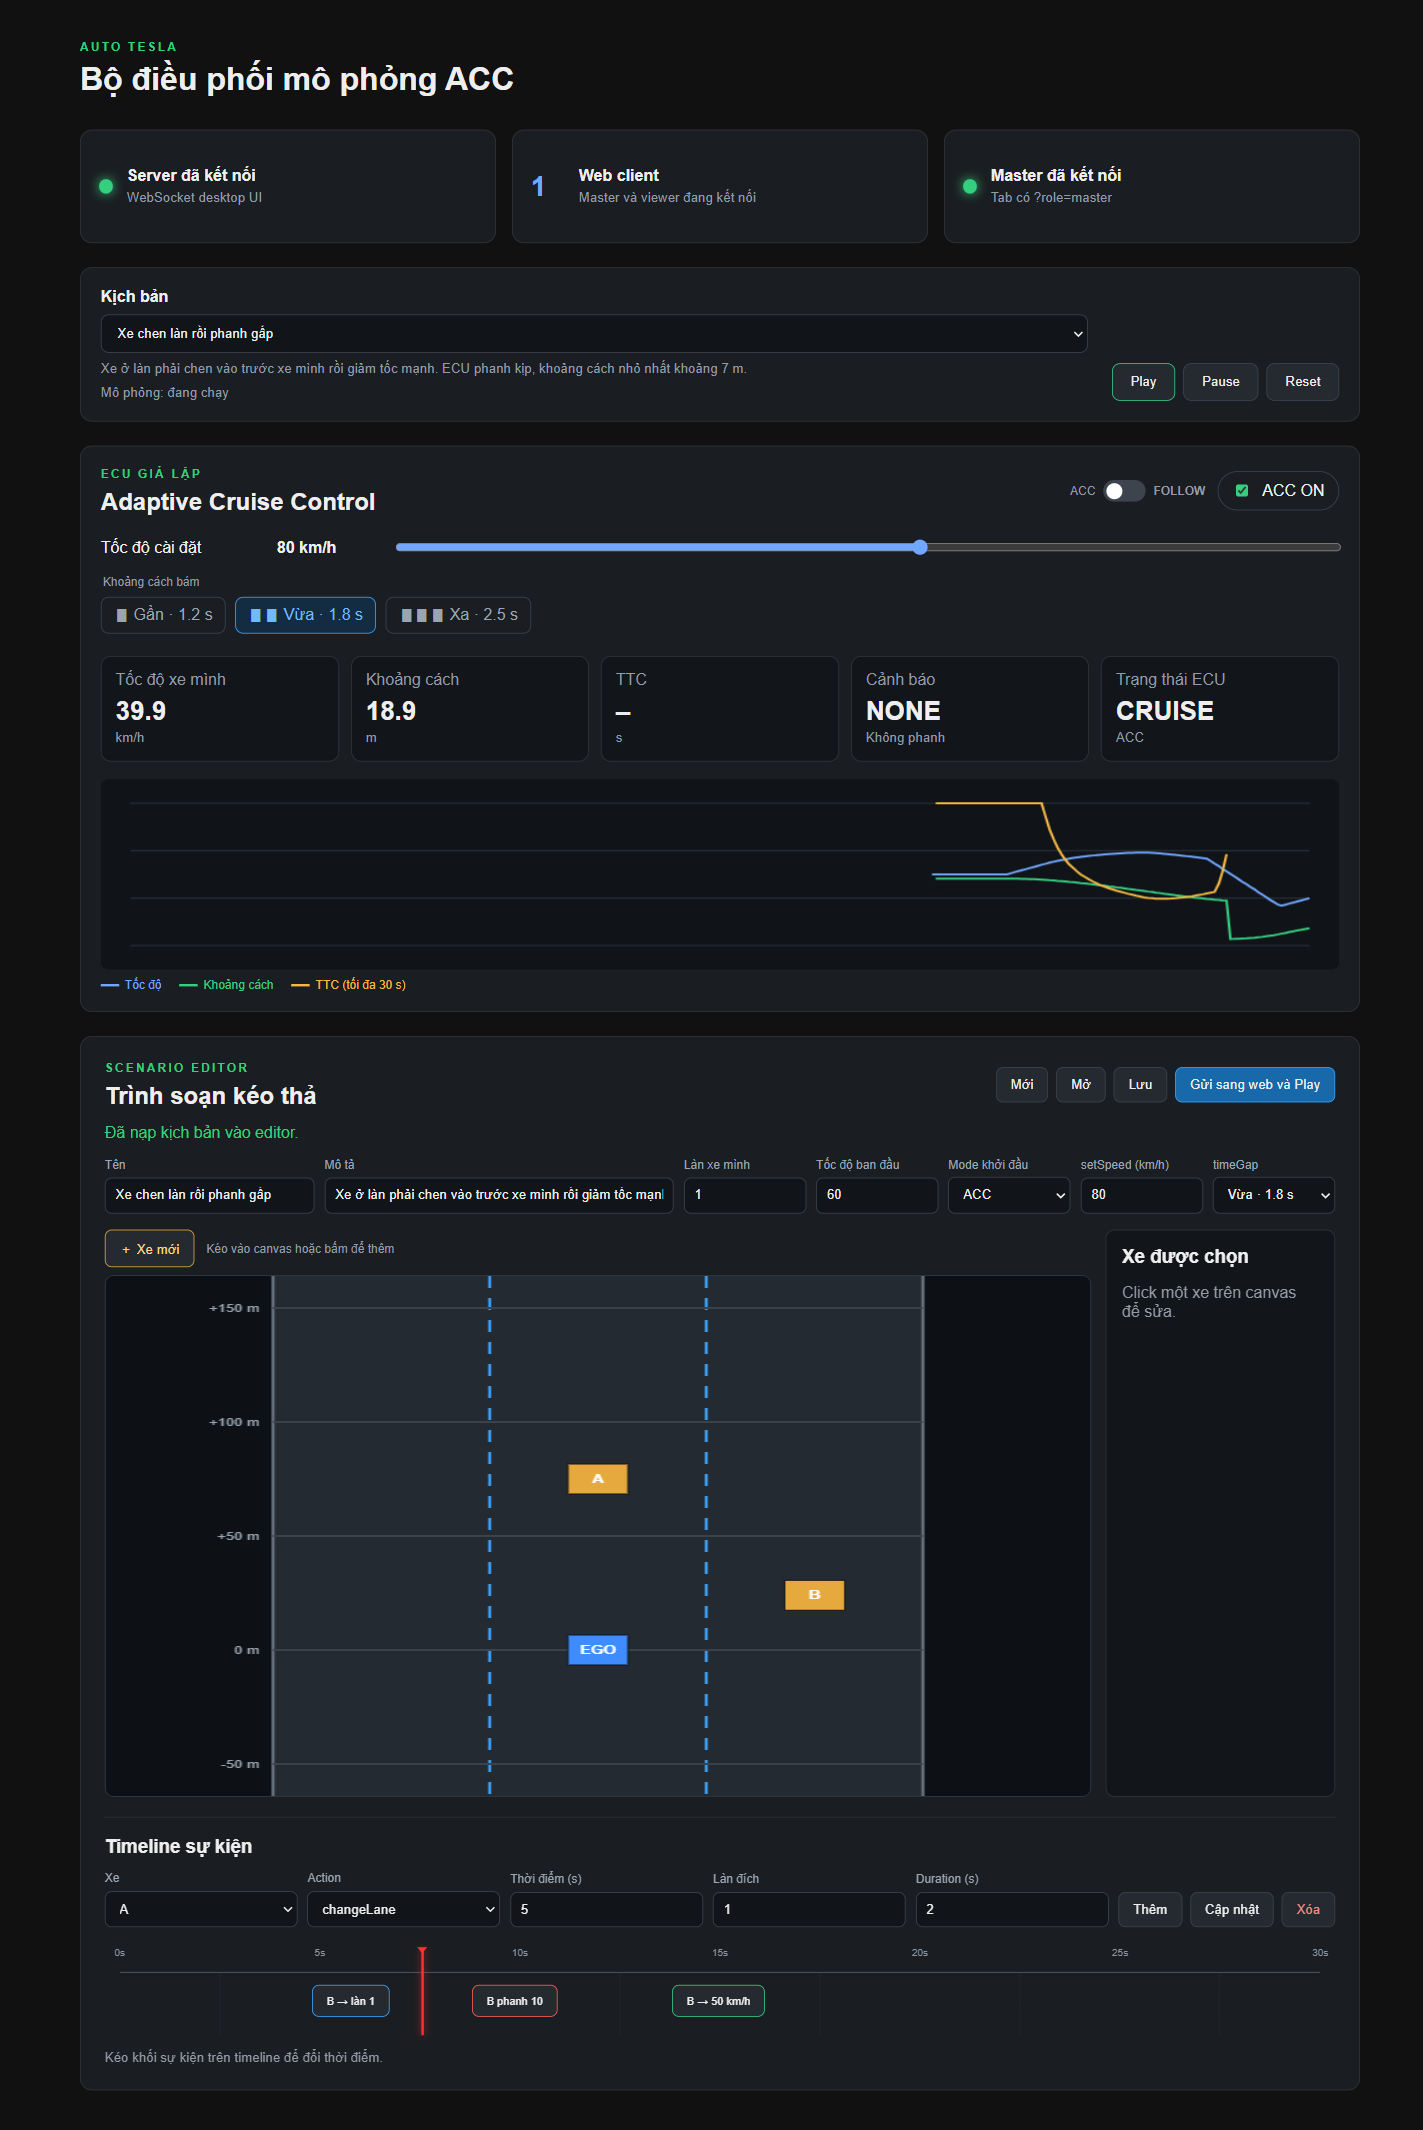 AUTO TESLA
Bộ điều phối mô phỏng ACC
Server đã kết nối
WebSocket desktop UI
1
Web client
Master và viewer đang kết nối
Master đã kết nối
Tab có ?role=master
Kịch bản
Xe chen làn rồi phanh gấp
Xe ở làn phải chen vào trước xe mình rồi giảm tốc mạnh. ECU phanh kịp, khoảng cách nhỏ nhất khoảng 7 m.
Mô phỏng: đang chạy
Play
Pause
Reset
ECU GIẢ LẬP
Adaptive Cruise Control
ACC
FOLLOW
ACC ON
Tốc độ cài đặt
80 km/h
Khoảng cách bám
Gần · 1.2 s
Vừa · 1.8 s
Xa · 2.5 s
Tốc độ xe mình
39.9
km/h
Khoảng cách
18.9
m
TTC
–
s
Cảnh báo
NONE
Không phanh
Trạng thái ECU
CRUISE
ACC
Tốc độ
Khoảng cách
TTC (tối đa 30 s)
SCENARIO EDITOR
Trình soạn kéo thả
Mới
Mở
Lưu
Gửi sang web và Play
Đã nạp kịch bản vào editor.
Tên
Mô tả
Làn xe mình
Tốc độ ban đầu
Mode khởi đầu
setSpeed (km/h)
timeGap
Xe chen làn rồi phanh gấp
Xe ở làn phải chen vào trước xe mình rồi giảm tốc mạnh
1
60
ACC
80
Vừa · 1.8 s
+ Xe mới
Kéo vào canvas hoặc bấm để thêm
Xe được chọn
Click một xe trên canvas
để sửa.
+150 m
+100 m
A
+50 m
B
0 m
EGO
-50 m
Timeline sự kiện
Xe
Action
Thời điểm (s)
Làn đích
Duration (s)
A
changeLane
5
1
2
Thêm
Cập nhật
Xóa
0s
5s
10s
15s
20s
25s
30s
B → làn 1
B phanh 10
B → 50 km/h
Kéo khối sự kiện trên timeline để đổi thời điểm.